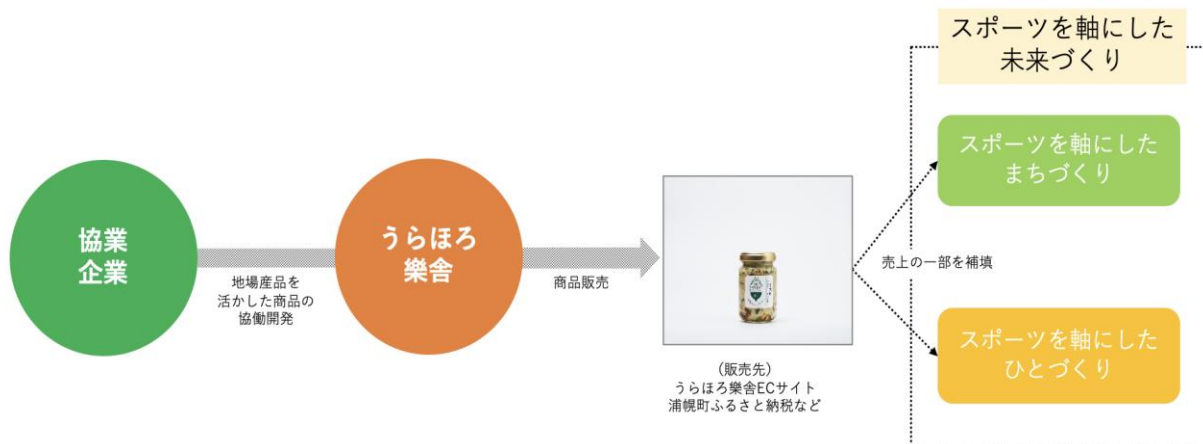 スポーツを軸にした
未来づくり
スポーツを軸にした
まちづくり
協業
企業
地場産品を
活かした商品の
協働開発
うらほろ
樂舎
商品販売
(販売先)
うらほろ樂舎ECサイト
浦幌町ふるさと納税など
売上の一部を補填
スポーツを軸にした
ひとづくり